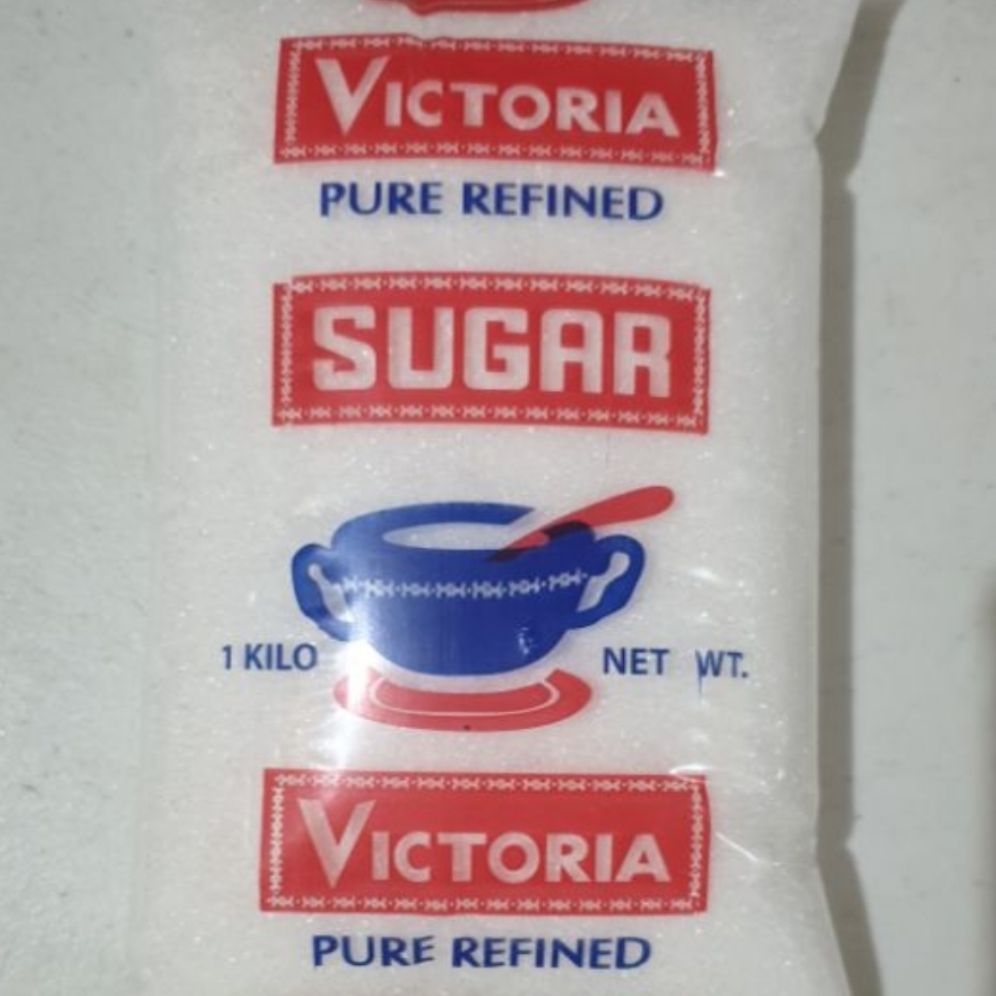 VICTORIA
PURE REFINED
SUGAR
1 KILO NET WT.
VICTORIA
PURE REFINED